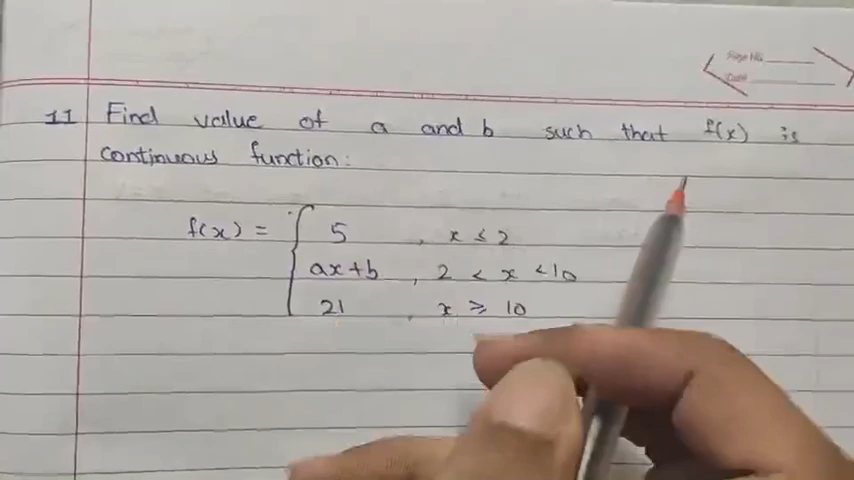 Page No.
Date
11 Find value of a and b such that f(x) is
continuous function:
f(x) = { 5 , x ≤ 2
ax+b , 2 < x < 10
21 , x ≥ 10